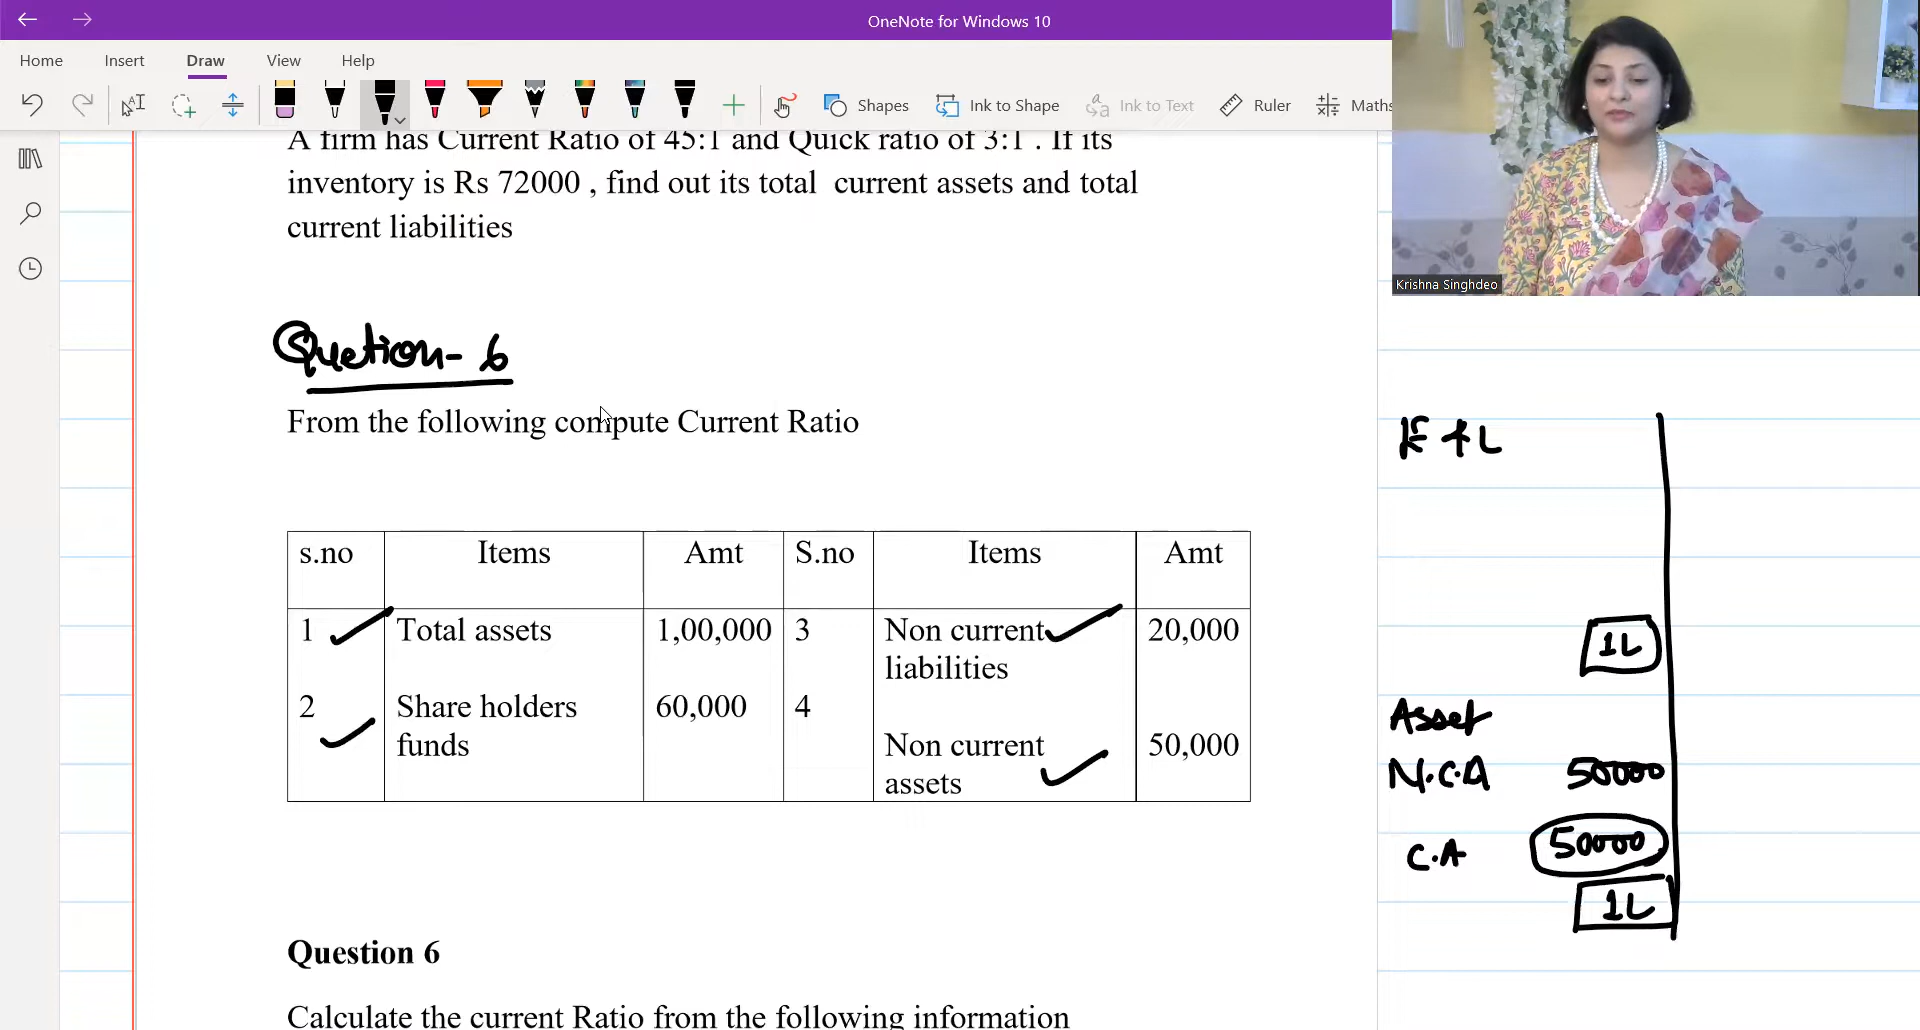 OneNote for Windows 10
Home Insert Draw View Help
Shapes Ink to Shape Ink to Text Ruler Maths
Krishna Singhdeo
A firm has Current Ratio of 45:1 and Quick ratio of 3:1 . If its
inventory is Rs 72000 , find out its total current assets and total
current liabilities
Quetion- 6
From the following compute Current Ratio
s.no Items Amt S.no Items Amt
1 Total assets 1,00,000 3 Non current 20,000
liabilities
2 Share holders 60,000 4
funds Non current 50,000
assets
Question 6
Calculate the current Ratio from the following information
E + L
1L
Asset
N.C.A 50000
C.A 50000
1L